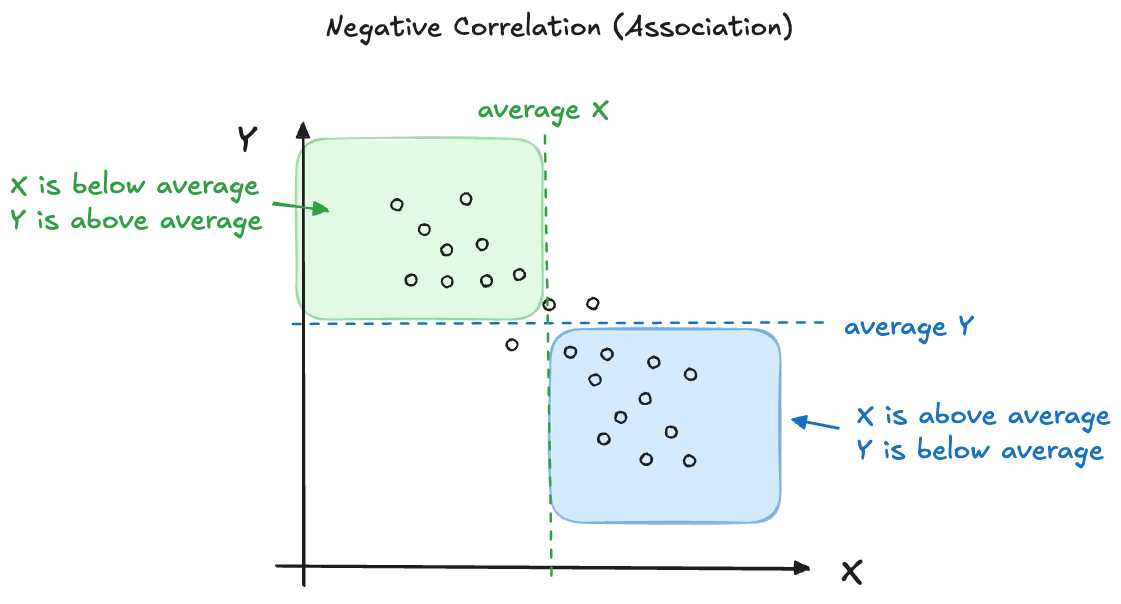 Negative Correlation (Association)
average X
Y
X is below average
Y is above average
average Y
X is above average
Y is below average
X